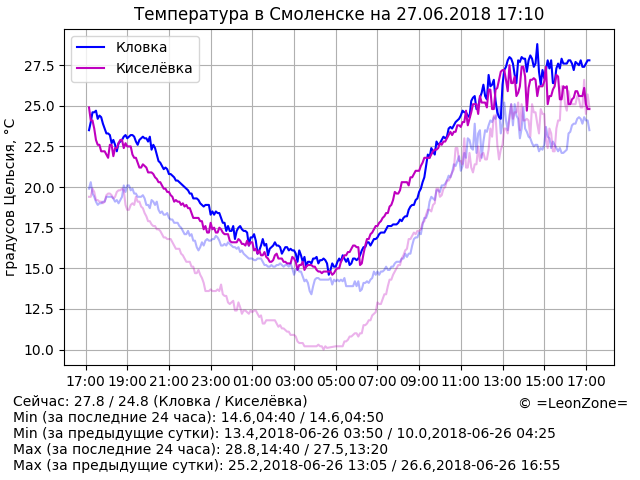 Температура в Смоленске на 27.06.2018 17:10
Кловка
Киселёвка
градусов Цельсия, °C
27.5
25.0
22.5
20.0
17.5
15.0
12.5
10.0
17:00 19:00 21:00 23:00 01:00 03:00 05:00 07:00 09:00 11:00 13:00 15:00 17:00
Сейчас: 27.8 / 24.8 (Кловка / Киселёвка)
© =LeonZone=
Min (за последние 24 часа): 14.6,04:40 / 14.6,04:50
Min (за предыдущие сутки): 13.4,2018-06-26 03:50 / 10.0,2018-06-26 04:25
Max (за последние 24 часа): 28.8,14:40 / 27.5,13:20
Max (за предыдущие сутки): 25.2,2018-06-26 13:05 / 26.6,2018-06-26 16:55